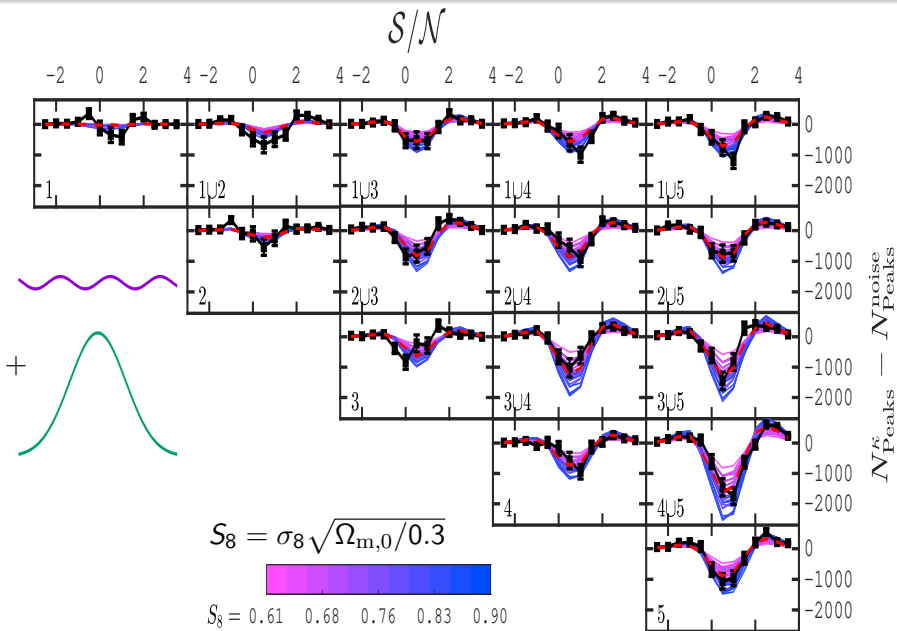 S/N
−2 0 2 4 −2 0 2 4 −2 0 2 4 −2 0 2 4 −2 0 2 4
1 1∪2 1∪3 1∪4 1∪5
0
−1000
−2000
2 2∪3 2∪4 2∪5
0
−1000
−2000
3 3∪4 3∪5
0
−1000
−2000
4 4∪5
0
−1000
−2000
5
0
−1000
−2000
N^κ_Peaks − N^noise_Peaks
+
S₈ = σ₈√(Ω_m,0/0.3)
S₈ = 0.61 0.68 0.76 0.83 0.90